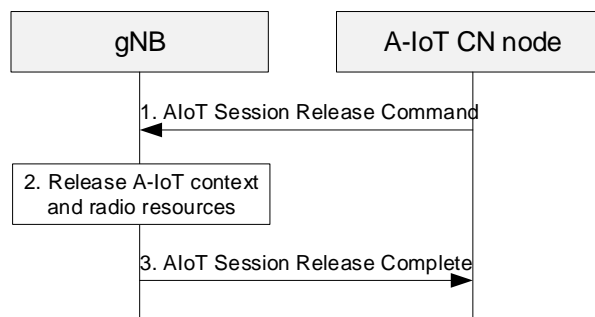 gNB
A-IoT CN node
1. AIoT Session Release Command
2. Release A-IoT context
and radio resources
3. AIoT Session Release Complete